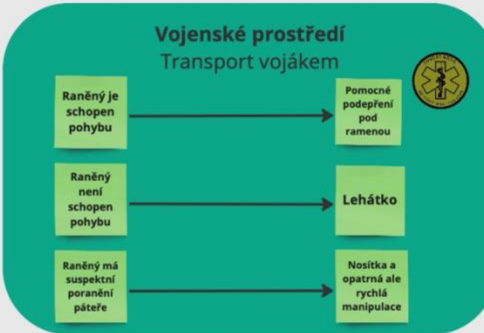 Vojenské prostředí
Transport vojákem
Raněný je
schopen
pohybu
Pomocné
podepření
pod
ramenou
Raněný
není
schopen
pohybu
Lehátko
Raněný má
suspektní
poranění
páteře
Nosítka a
opatrná ale
rychlá
manipulace